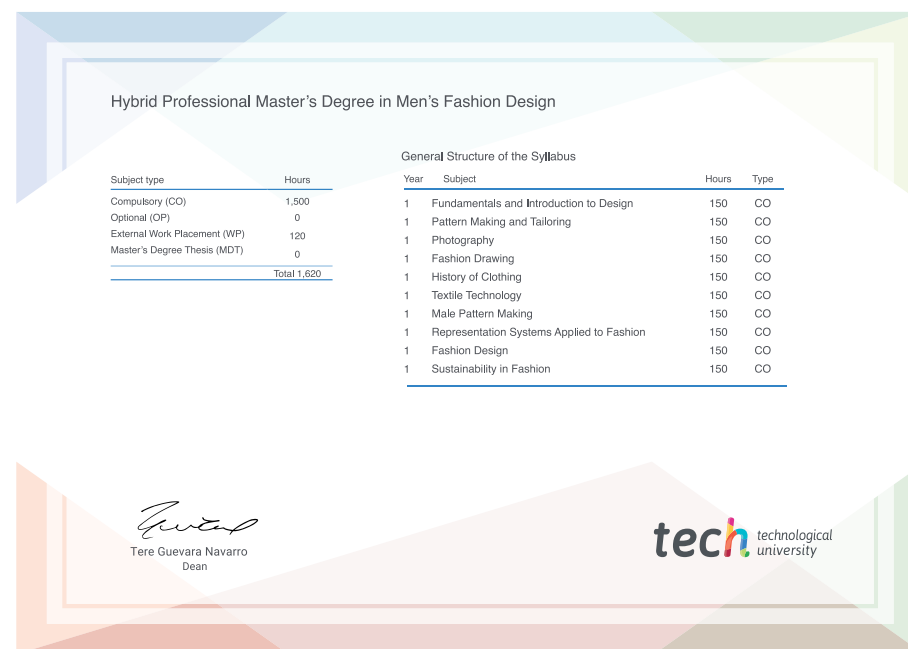 Hybrid Professional Master's Degree in Men's Fashion Design
Subject type Hours
Compulsory (CO) 1,500
Optional (OP) 0
External Work Placement (WP) 120
Master's Degree Thesis (MDT) 0
Total 1,620
General Structure of the Syllabus
Year Subject Hours Type
1 Fundamentals and Introduction to Design 150 CO
1 Pattern Making and Tailoring 150 CO
1 Photography 150 CO
1 Fashion Drawing 150 CO
1 History of Clothing 150 CO
1 Textile Technology 150 CO
1 Male Pattern Making 150 CO
1 Representation Systems Applied to Fashion 150 CO
1 Fashion Design 150 CO
1 Sustainability in Fashion 150 CO
Tere Guevara Navarro
Dean
tech technological
university